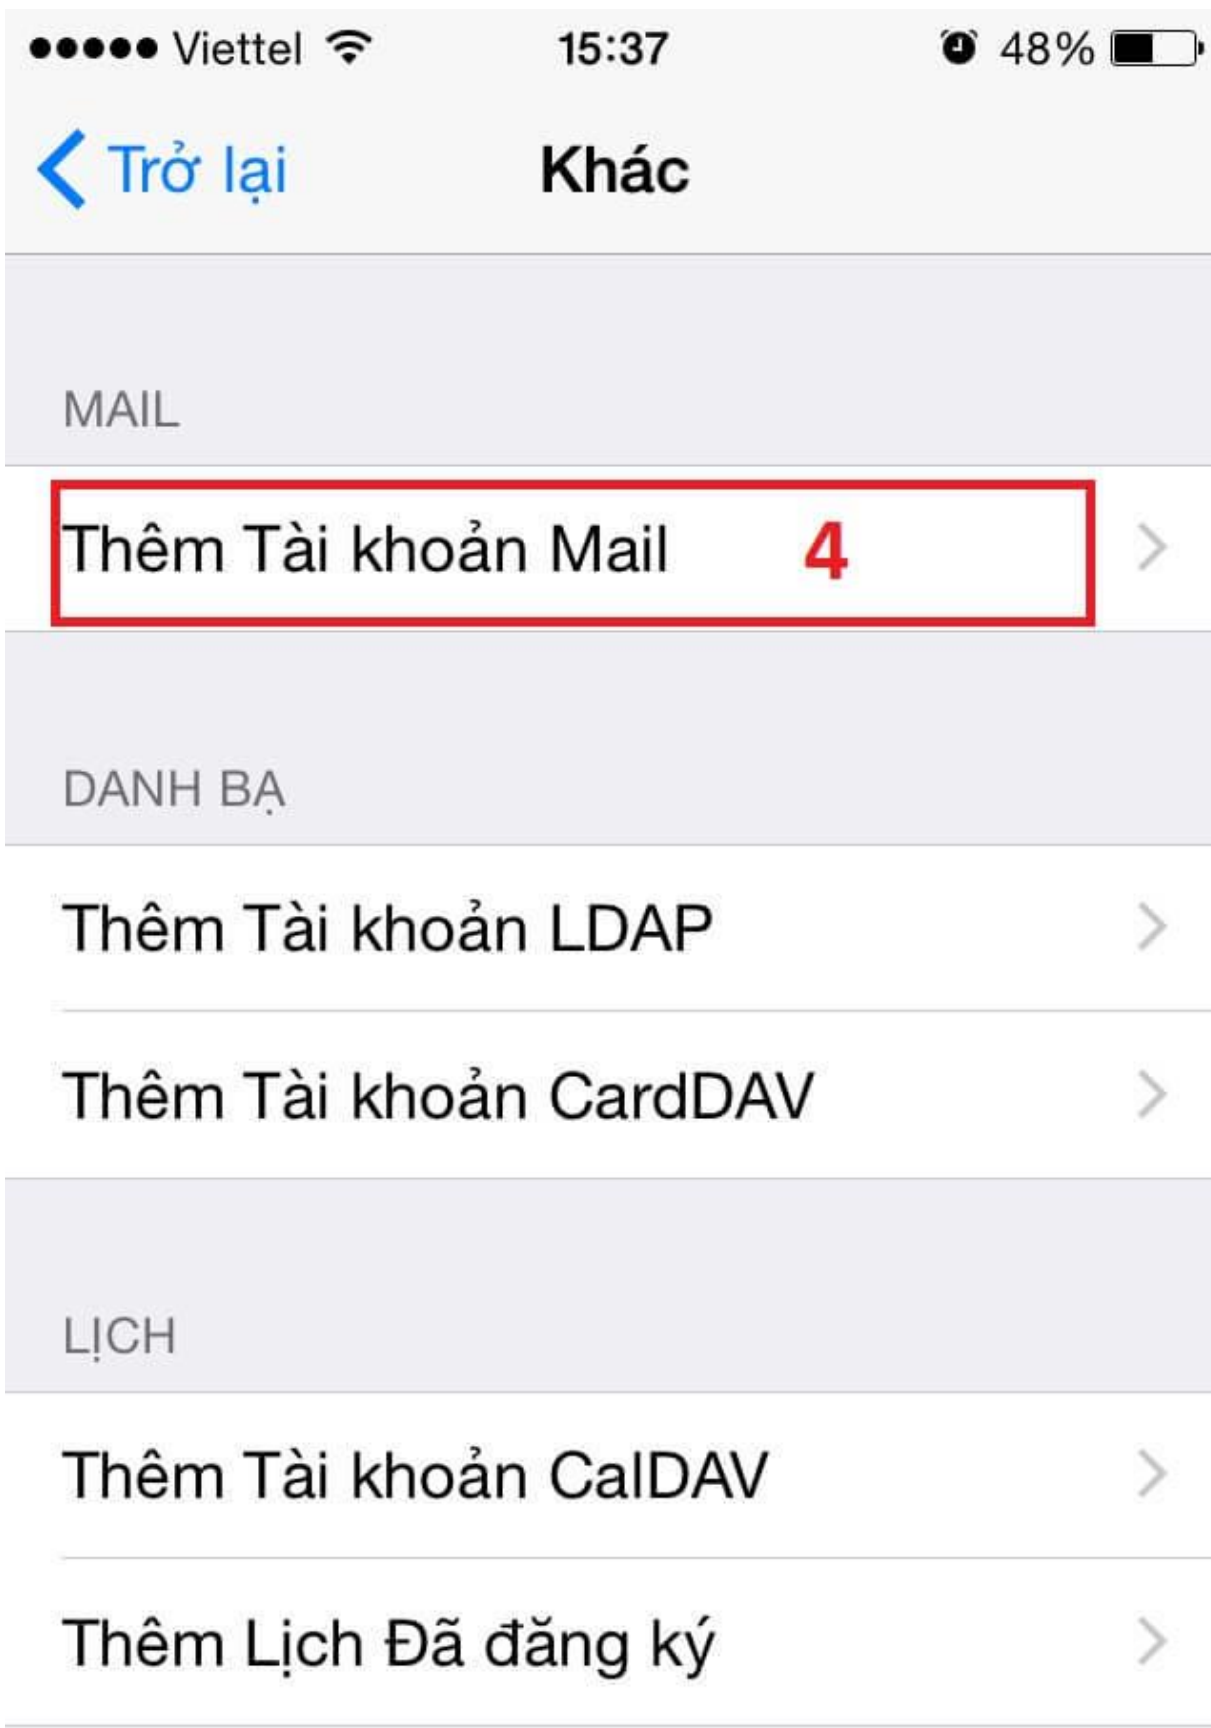 Viettel 15:37 48%
Trở lại Khác
MAIL
Thêm Tài khoản Mail 4
DANH BẠ
Thêm Tài khoản LDAP
Thêm Tài khoản CardDAV
LỊCH
Thêm Tài khoản CalDAV
Thêm Lịch Đã đăng ký